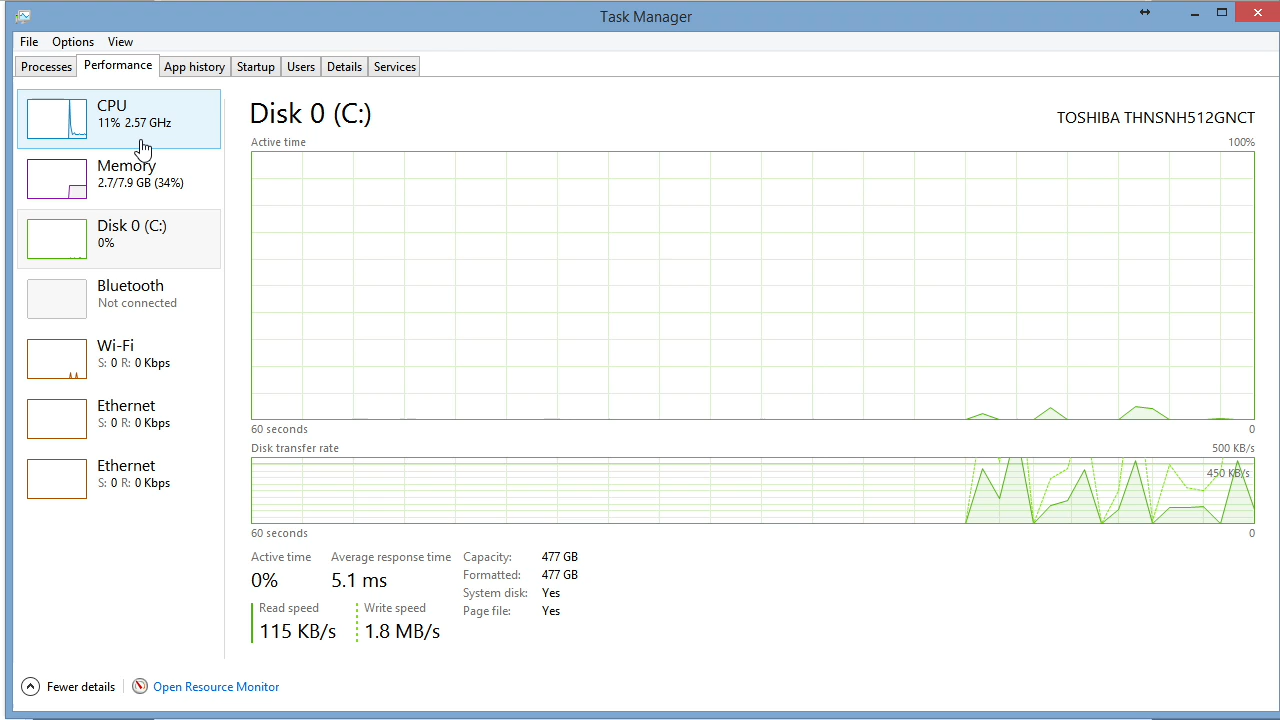 Task Manager
File Options View
Processes Performance App history Startup Users Details Services
CPU
11% 2.57 GHz
Memory
2.7/7.9 GB (34%)
Disk 0 (C:)
0%
Bluetooth
Not connected
Wi-Fi
S: 0 R: 0 Kbps
Ethernet
S: 0 R: 0 Kbps
Ethernet
S: 0 R: 0 Kbps
Disk 0 (C:)
TOSHIBA THNSNH512GNCT
Active time 100%
60 seconds 0
Disk transfer rate 500 KB/s
450 KB/s
60 seconds 0
Active time Average response time
0% 5.1 ms
Read speed Write speed
115 KB/s 1.8 MB/s
Capacity: 477 GB
Formatted: 477 GB
System disk: Yes
Page file: Yes
Fewer details Open Resource Monitor